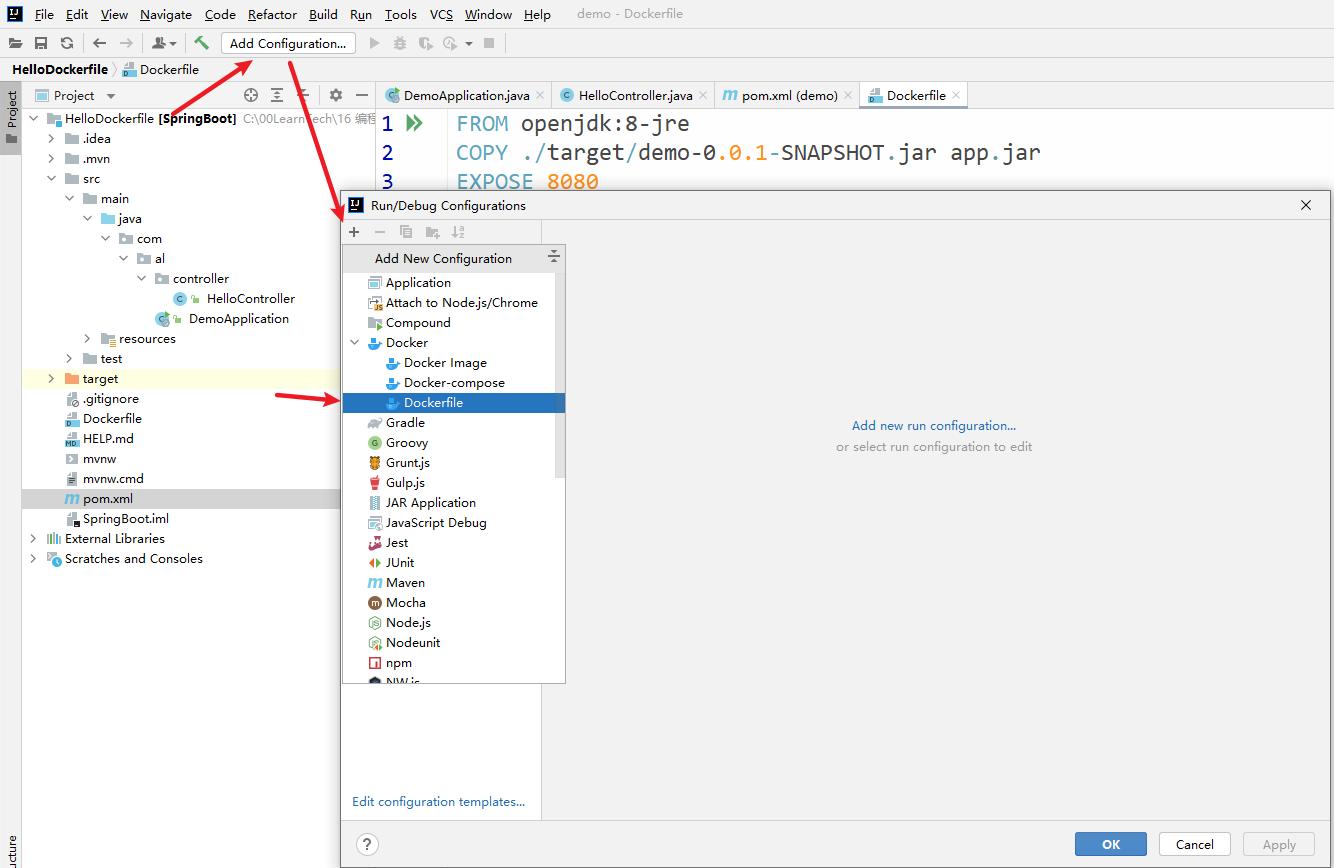 File Edit View Navigate Code Refactor Build Run Tools VCS Window Help demo - Dockerfile
Add Configuration...
HelloDockerfile Dockerfile
Project
Project
DemoApplication.java HelloController.java pom.xml (demo) Dockerfile
HelloDockerfile [SpringBoot] C:\00LearnTech\16 编程
.idea
.mvn
src
main
java
com
al
controller
HelloController
DemoApplication
resources
test
target
.gitignore
Dockerfile
HELP.md
mvnw
mvnw.cmd
pom.xml
SpringBoot.iml
External Libraries
Scratches and Consoles
1 FROM openjdk:8-jre
2 COPY ./target/demo-0.0.1-SNAPSHOT.jar app.jar
3 EXPOSE 8080
Run/Debug Configurations
Add New Configuration
Application
Attach to Node.js/Chrome
Compound
Docker
Docker Image
Docker-compose
Dockerfile
Gradle
Groovy
Grunt.js
Gulp.js
JAR Application
JavaScript Debug
Jest
JUnit
Maven
Mocha
Node.js
Nodeunit
npm
NW.js
Add new run configuration...
or select run configuration to edit
Edit configuration templates...
? OK Cancel Apply
ucture